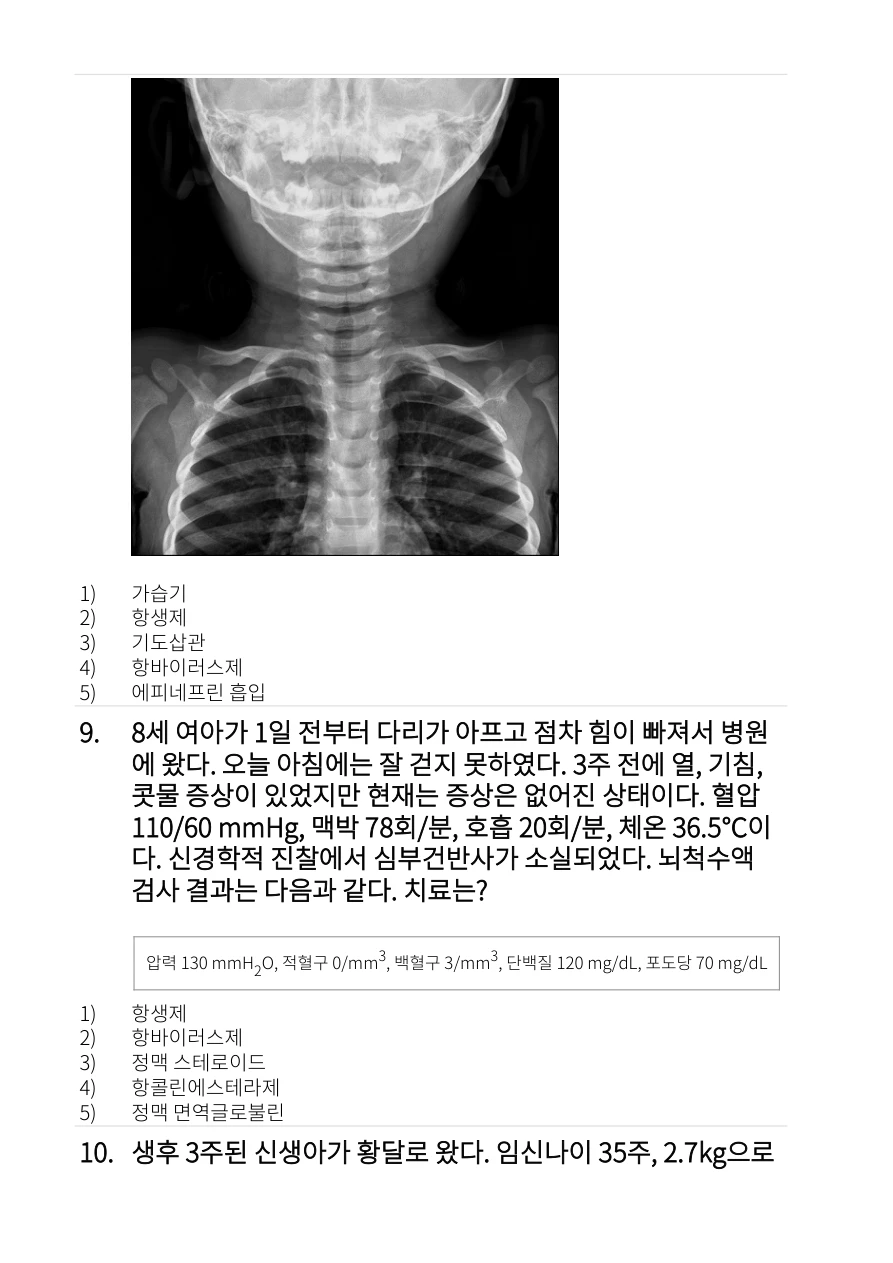 1) 가습기
2) 항생제
3) 기도삽관
4) 항바이러스제
5) 에피네프린 흡입
9. 8세 여아가 1일 전부터 다리가 아프고 점차 힘이 빠져서 병원
에 왔다. 오늘 아침에는 잘 걷지 못하였다. 3주 전에 열, 기침,
콧물 증상이 있었지만 현재는 증상은 없어진 상태이다. 혈압
110/60 mmHg, 맥박 78회/분, 호흡 20회/분, 체온 36.5℃이
다. 신경학적 진찰에서 심부건반사가 소실되었다. 뇌척수액
검사 결과는 다음과 같다. 치료는?
압력 130 mmH₂O, 적혈구 0/mm³, 백혈구 3/mm³, 단백질 120 mg/dL, 포도당 70 mg/dL
1) 항생제
2) 항바이러스제
3) 정맥 스테로이드
4) 항콜린에스테라제
5) 정맥 면역글로불린
10. 생후 3주된 신생아가 황달로 왔다. 임신나이 35주, 2.7kg으로